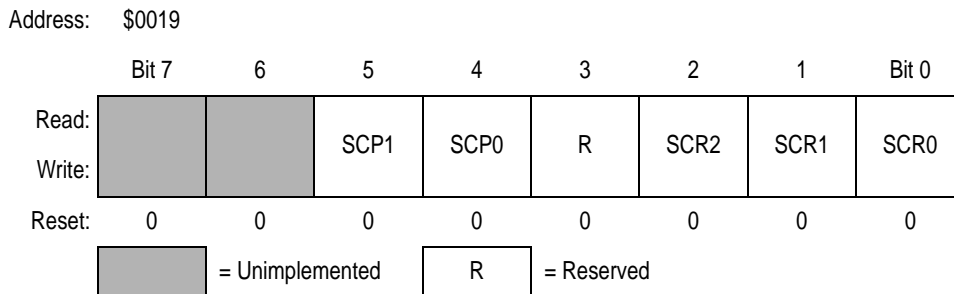 Address: $0019
Bit 7 6 5 4 3 2 1 Bit 0
Read:
SCP1 SCP0 R SCR2 SCR1 SCR0
Write:
Reset: 0 0 0 0 0 0 0 0
= Unimplemented R = Reserved